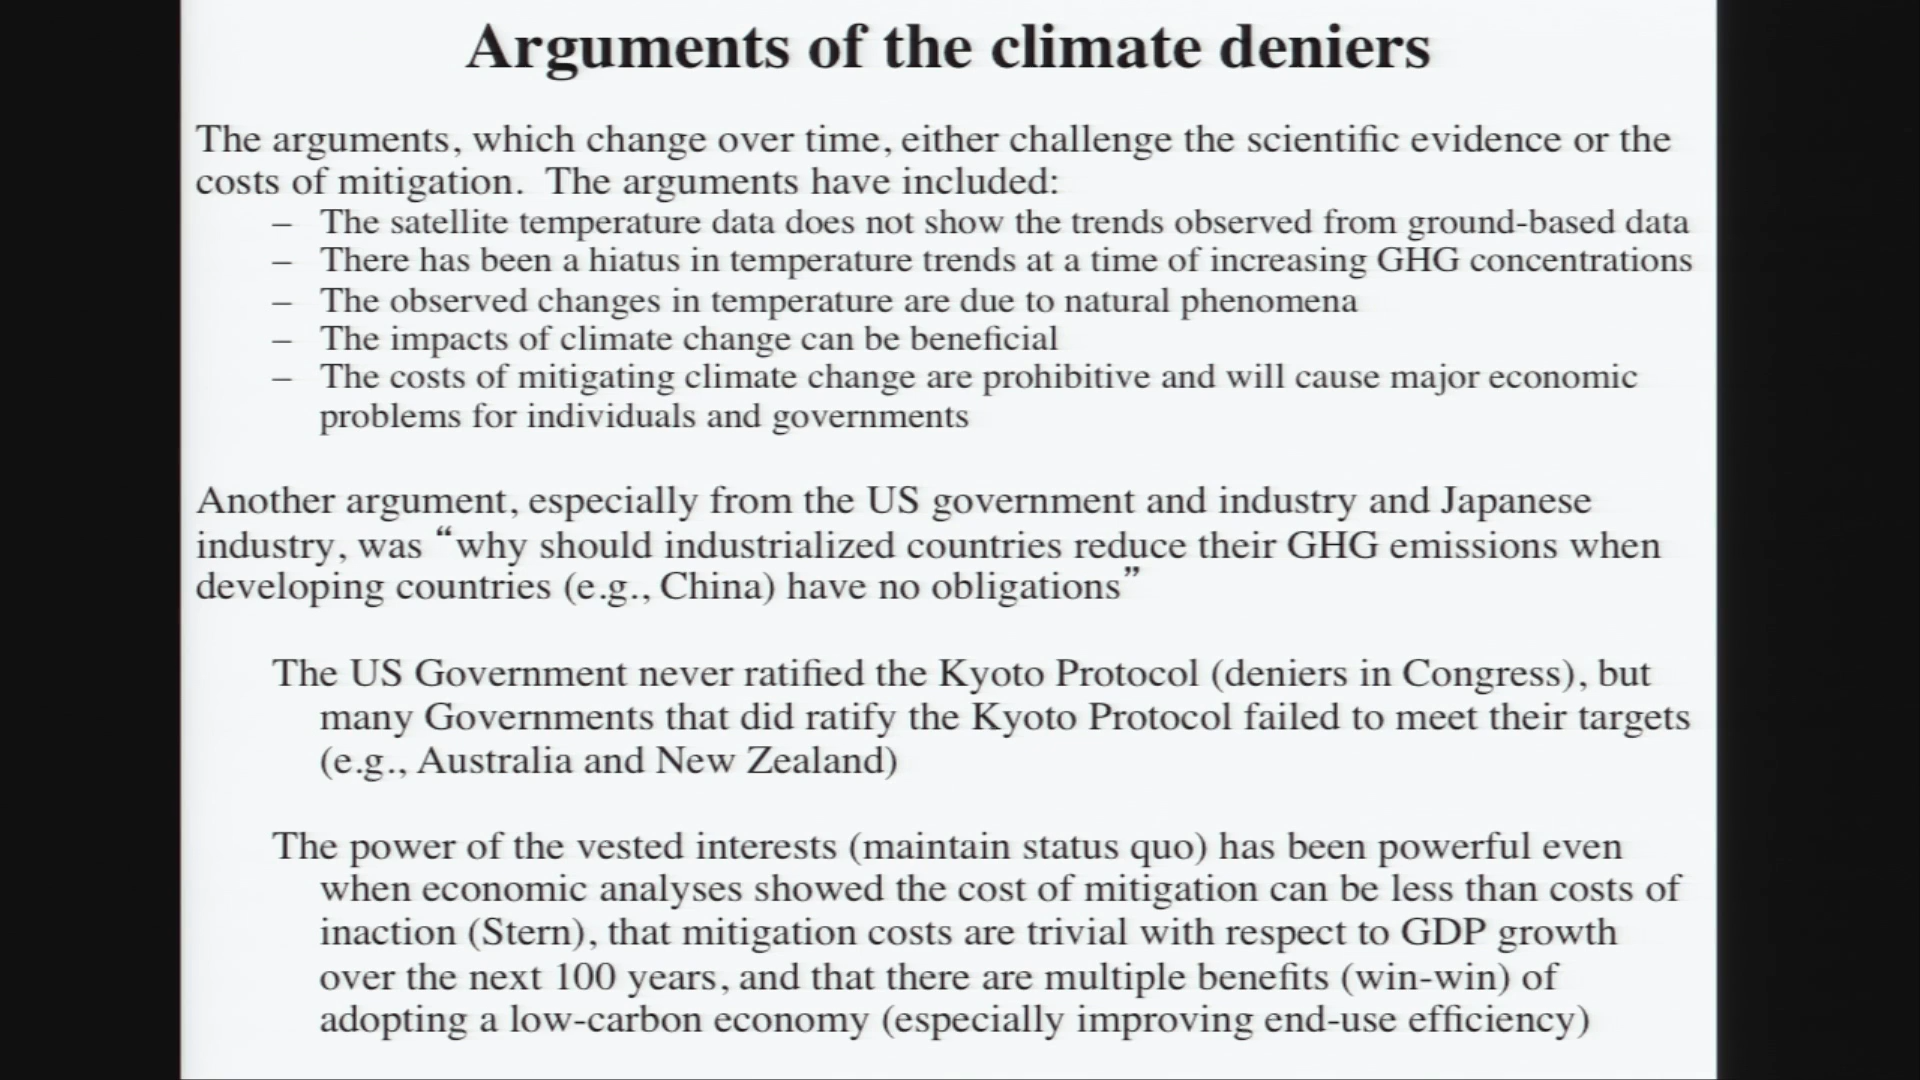 Arguments of the climate deniers
The arguments, which change over time, either challenge the scientific evidence or the
costs of mitigation.  The arguments have included:
– The satellite temperature data does not show the trends observed from ground-based data
– There has been a hiatus in temperature trends at a time of increasing GHG concentrations
– The observed changes in temperature are due to natural phenomena
– The impacts of climate change can be beneficial
– The costs of mitigating climate change are prohibitive and will cause major economic
problems for individuals and governments
Another argument, especially from the US government and industry and Japanese
industry, was “why should industrialized countries reduce their GHG emissions when
developing countries (e.g., China) have no obligations”
The US Government never ratified the Kyoto Protocol (deniers in Congress), but
many Governments that did ratify the Kyoto Protocol failed to meet their targets
(e.g., Australia and New Zealand)
The power of the vested interests (maintain status quo) has been powerful even
when economic analyses showed the cost of mitigation can be less than costs of
inaction (Stern), that mitigation costs are trivial with respect to GDP growth
over the next 100 years, and that there are multiple benefits (win-win) of
adopting a low-carbon economy (especially improving end-use efficiency)